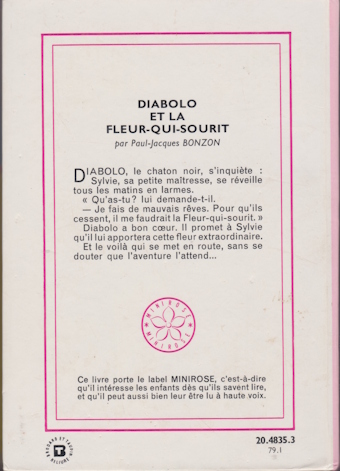 DIABOLO
ET LA
FLEUR-QUI-SOURIT
par Paul-Jacques BONZON
DIABOLO, le chaton noir, s'inquiète :
Sylvie, sa petite maîtresse, se réveille
tous les matins en larmes.
« Qu'as-tu? lui demande-t-il.
— Je fais de mauvais rêves. Pour qu'ils
cessent, il me faudrait la Fleur-qui-sourit. »
Diabolo a bon cœur. Il promet à Sylvie
qu'il lui apportera cette fleur extraordinaire.
Et le voilà qui se met en route, sans se
douter que l'aventure l'attend...
MINIROSE
MINIROSE
Ce livre porte le label MINIROSE, c'est-à-dire
qu'il intéresse les enfants dès qu'ils savent lire,
et qu'il peut aussi bien leur être lu à haute voix.
BRODARD ET TAUPIN
B
RELIURE
20.4835.3
79.1